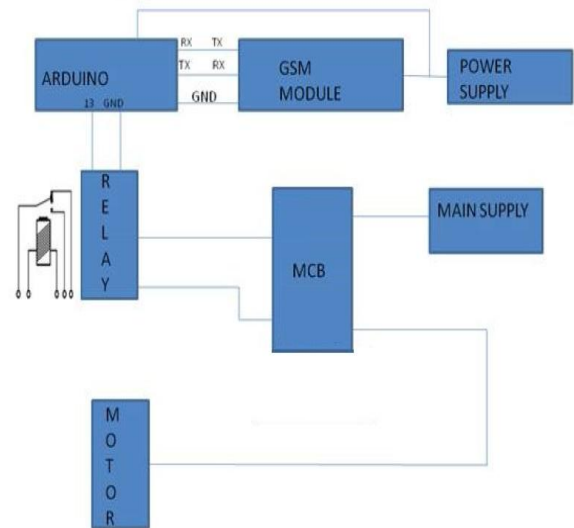 RX TX
ARDUINO
TX RX
GND
13 GND
GSM
MODULE
POWER
SUPPLY
R
E
L
A
Y
MCB
MAIN SUPPLY
M
O
T
O
R